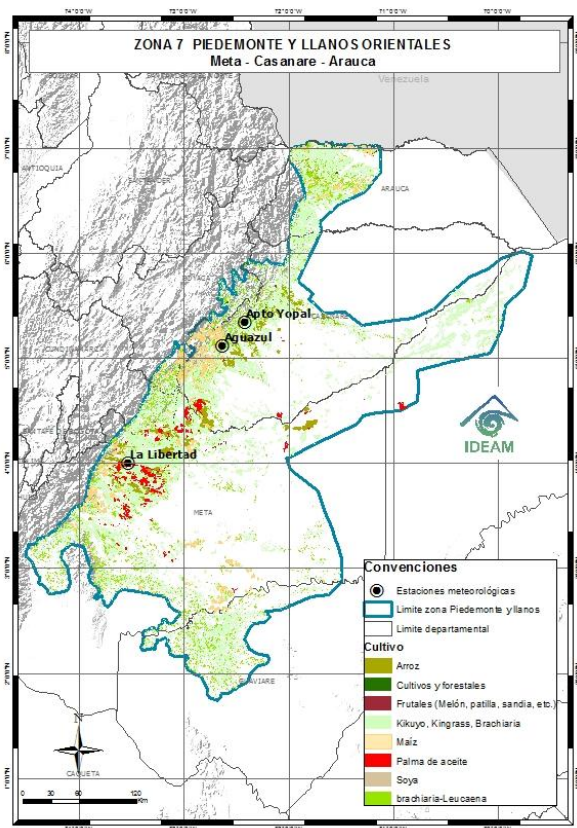 ZONA 7 PIEDEMONTE Y LLANOS ORIENTALES
Meta - Casanare - Arauca
Venezuela
ANTIOQUIA
ARAUCA
Apto Yopal
Aguazul
La Libertad
IDEAM
META
GUAVIARE
CAQUETA
N
0 30 60 120
Km
Convenciones
Estaciones meteorológicas
Limite zona Piedemonte y llanos
Limite departamental
Cultivo
Arroz
Cultivos y forestales
Frutales (Melón, patilla, sandia, etc.)
Kikuyo, Kingrass, Brachiaria
Maíz
Palma de aceite
Soya
brachiaria-Leucaena